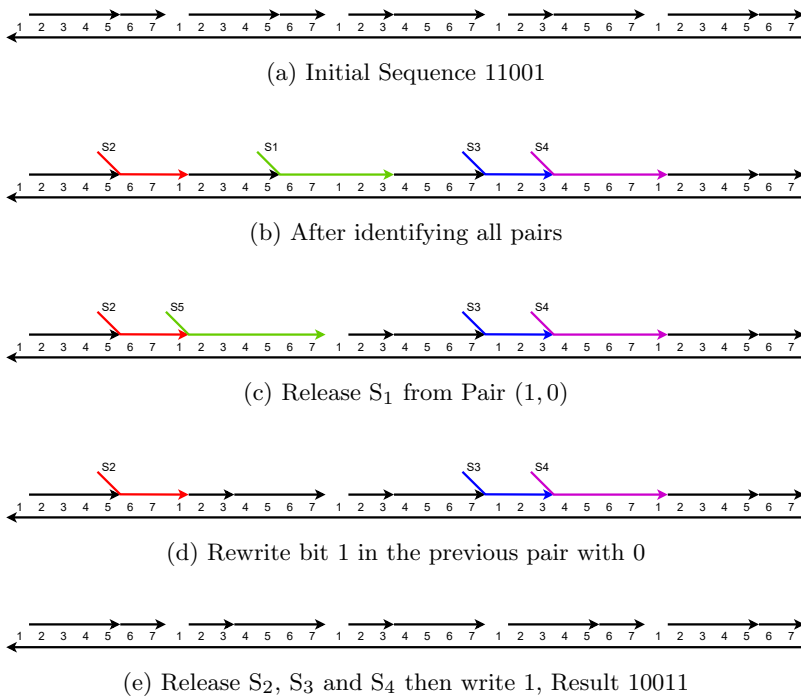 1 2 3 4 5 6 7 1 2 3 4 5 6 7 1 2 3 4 5 6 7 1 2 3 4 5 6 7 1 2 3 4 5 6 7
(a) Initial Sequence 11001
S2 S1 S3 S4
1 2 3 4 5 6 7 1 2 3 4 5 6 7 1 2 3 4 5 6 7 1 2 3 4 5 6 7 1 2 3 4 5 6 7
(b) After identifying all pairs
S2 S5 S3 S4
1 2 3 4 5 6 7 1 2 3 4 5 6 7 1 2 3 4 5 6 7 1 2 3 4 5 6 7 1 2 3 4 5 6 7
(c) Release S₁ from Pair (1, 0)
S2 S3 S4
1 2 3 4 5 6 7 1 2 3 4 5 6 7 1 2 3 4 5 6 7 1 2 3 4 5 6 7 1 2 3 4 5 6 7
(d) Rewrite bit 1 in the previous pair with 0
1 2 3 4 5 6 7 1 2 3 4 5 6 7 1 2 3 4 5 6 7 1 2 3 4 5 6 7 1 2 3 4 5 6 7
(e) Release S₂, S₃ and S₄ then write 1, Result 10011